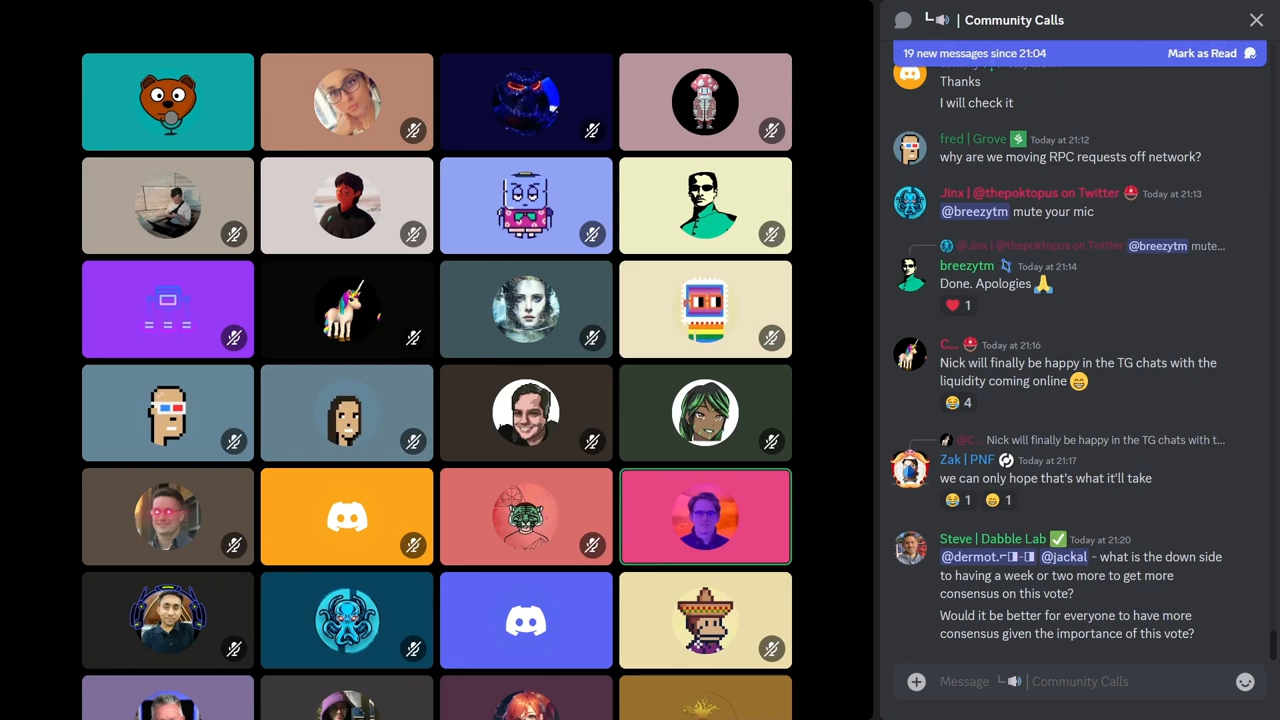 | Community Calls
19 new messages since 21:04
Mark as Read
Thanks
I will check it
fred | Grove Today at 21:12
why are we moving RPC requests off network?
Jinx | @thepoktopus on Twitter Today at 21:13
@breezytm mute your mic
@Jinx | @thepoktopus on Twitter @breezytm mute...
breezytm Today at 21:14
Done. Apologies 🙏
1
C... Today at 21:16
Nick will finally be happy in the TG chats with the
liquidity coming online 😁
4
@C... Nick will finally be happy in the TG chats with t...
Zak | PNF Today at 21:17
we can only hope that's what it'll take
1 1
Steve | Dabble Lab Today at 21:20
@dermot.⌐◨-◨ @jackal - what is the down side
to having a week or two more to get more
consensus on this vote?
Would it be better for everyone to have more
consensus given the importance of this vote?
Message | Community Calls